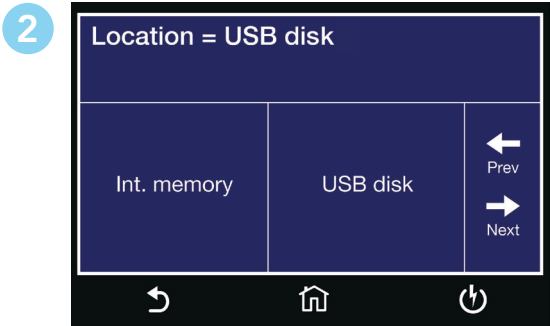 2
Location = USB disk
Int. memory
USB disk
Prev
Next